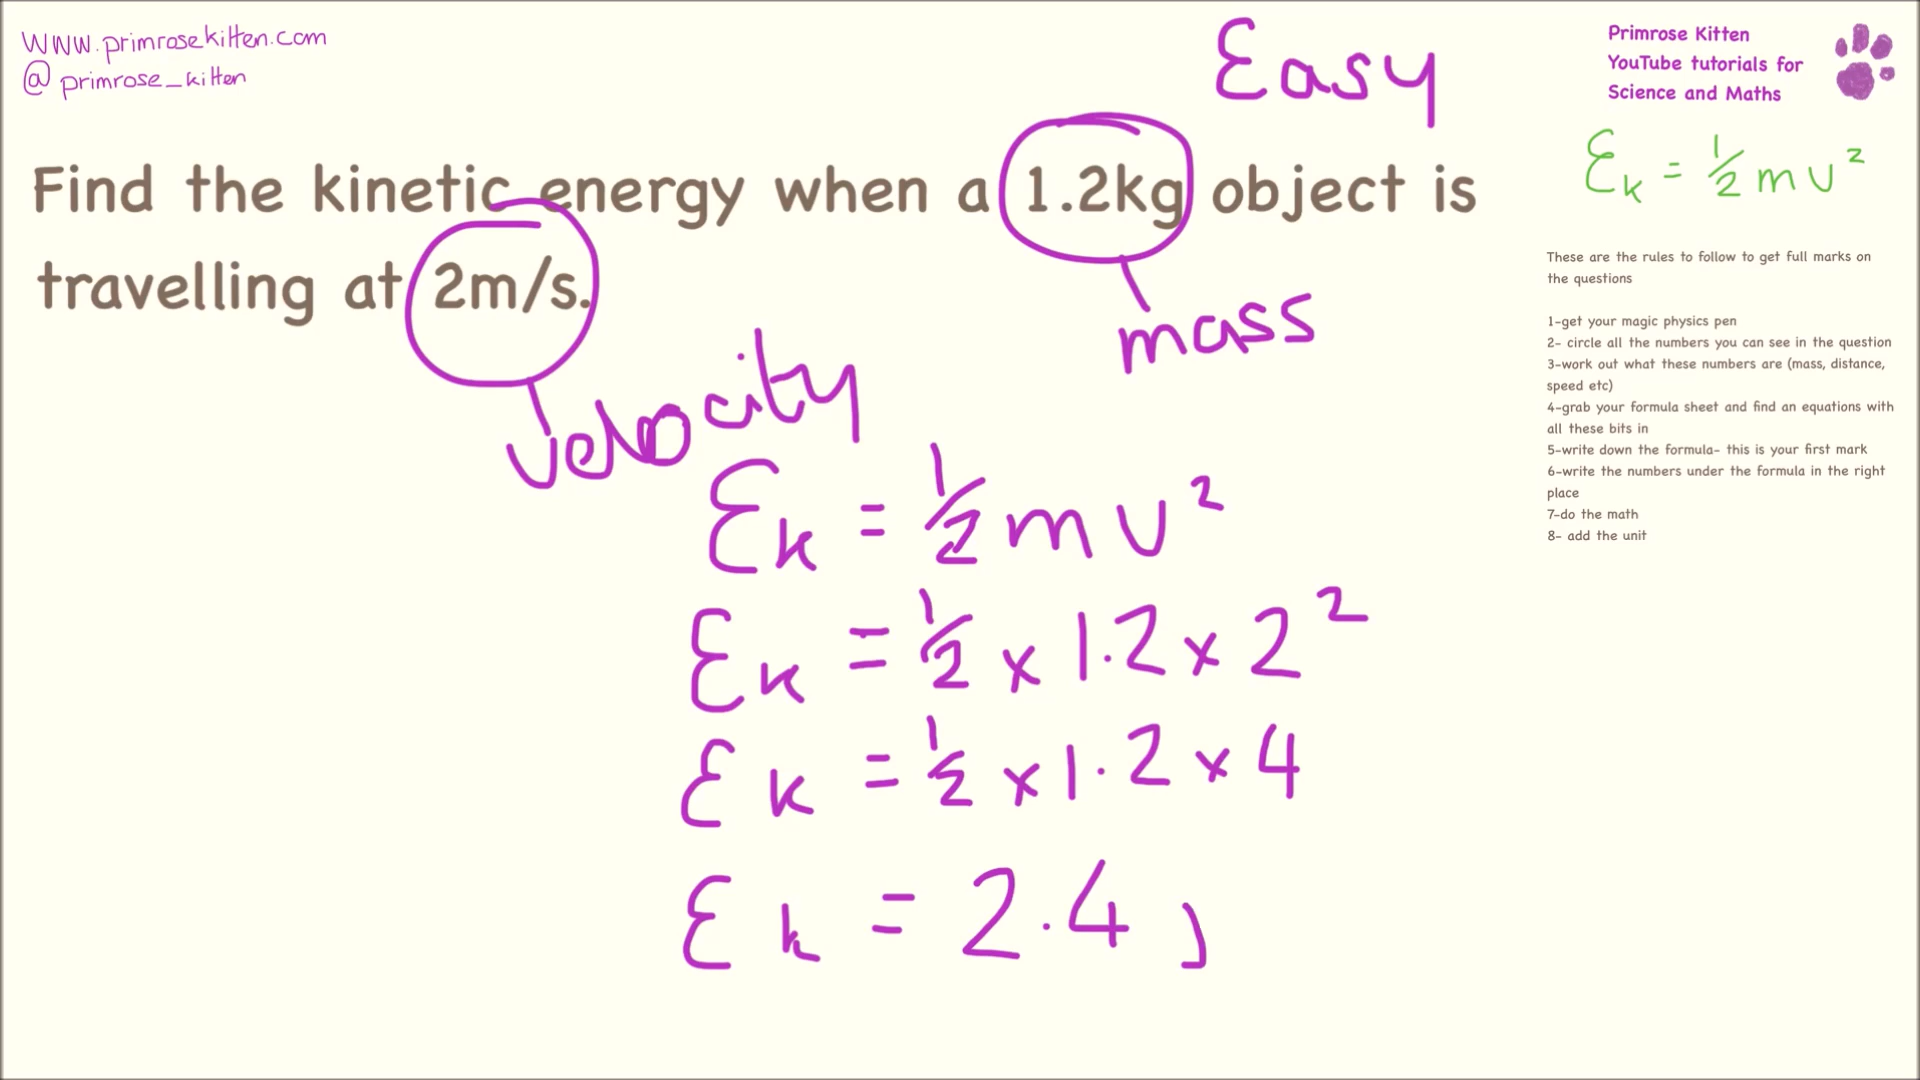 www.primrosekitten.com
@primrose_kitten
Easy
Primrose Kitten
YouTube tutorials for
Science and Maths
Eₖ = ½mv²
Find the kinetic energy when a 1.2kg object is
travelling at 2m/s.
mass
velocity
Eₖ = ½mv²
Eₖ = ½ x 1.2 x 2²
Eₖ = ½ x 1.2 x 4
Eₖ = 2.4 J
These are the rules to follow to get full marks on
the questions
1-get your magic physics pen
2- circle all the numbers you can see in the question
3-work out what these numbers are (mass, distance,
speed etc)
4-grab your formula sheet and find an equations with
all these bits in
5-write down the formula- this is your first mark
6-write the numbers under the formula in the right
place
7-do the math
8- add the unit